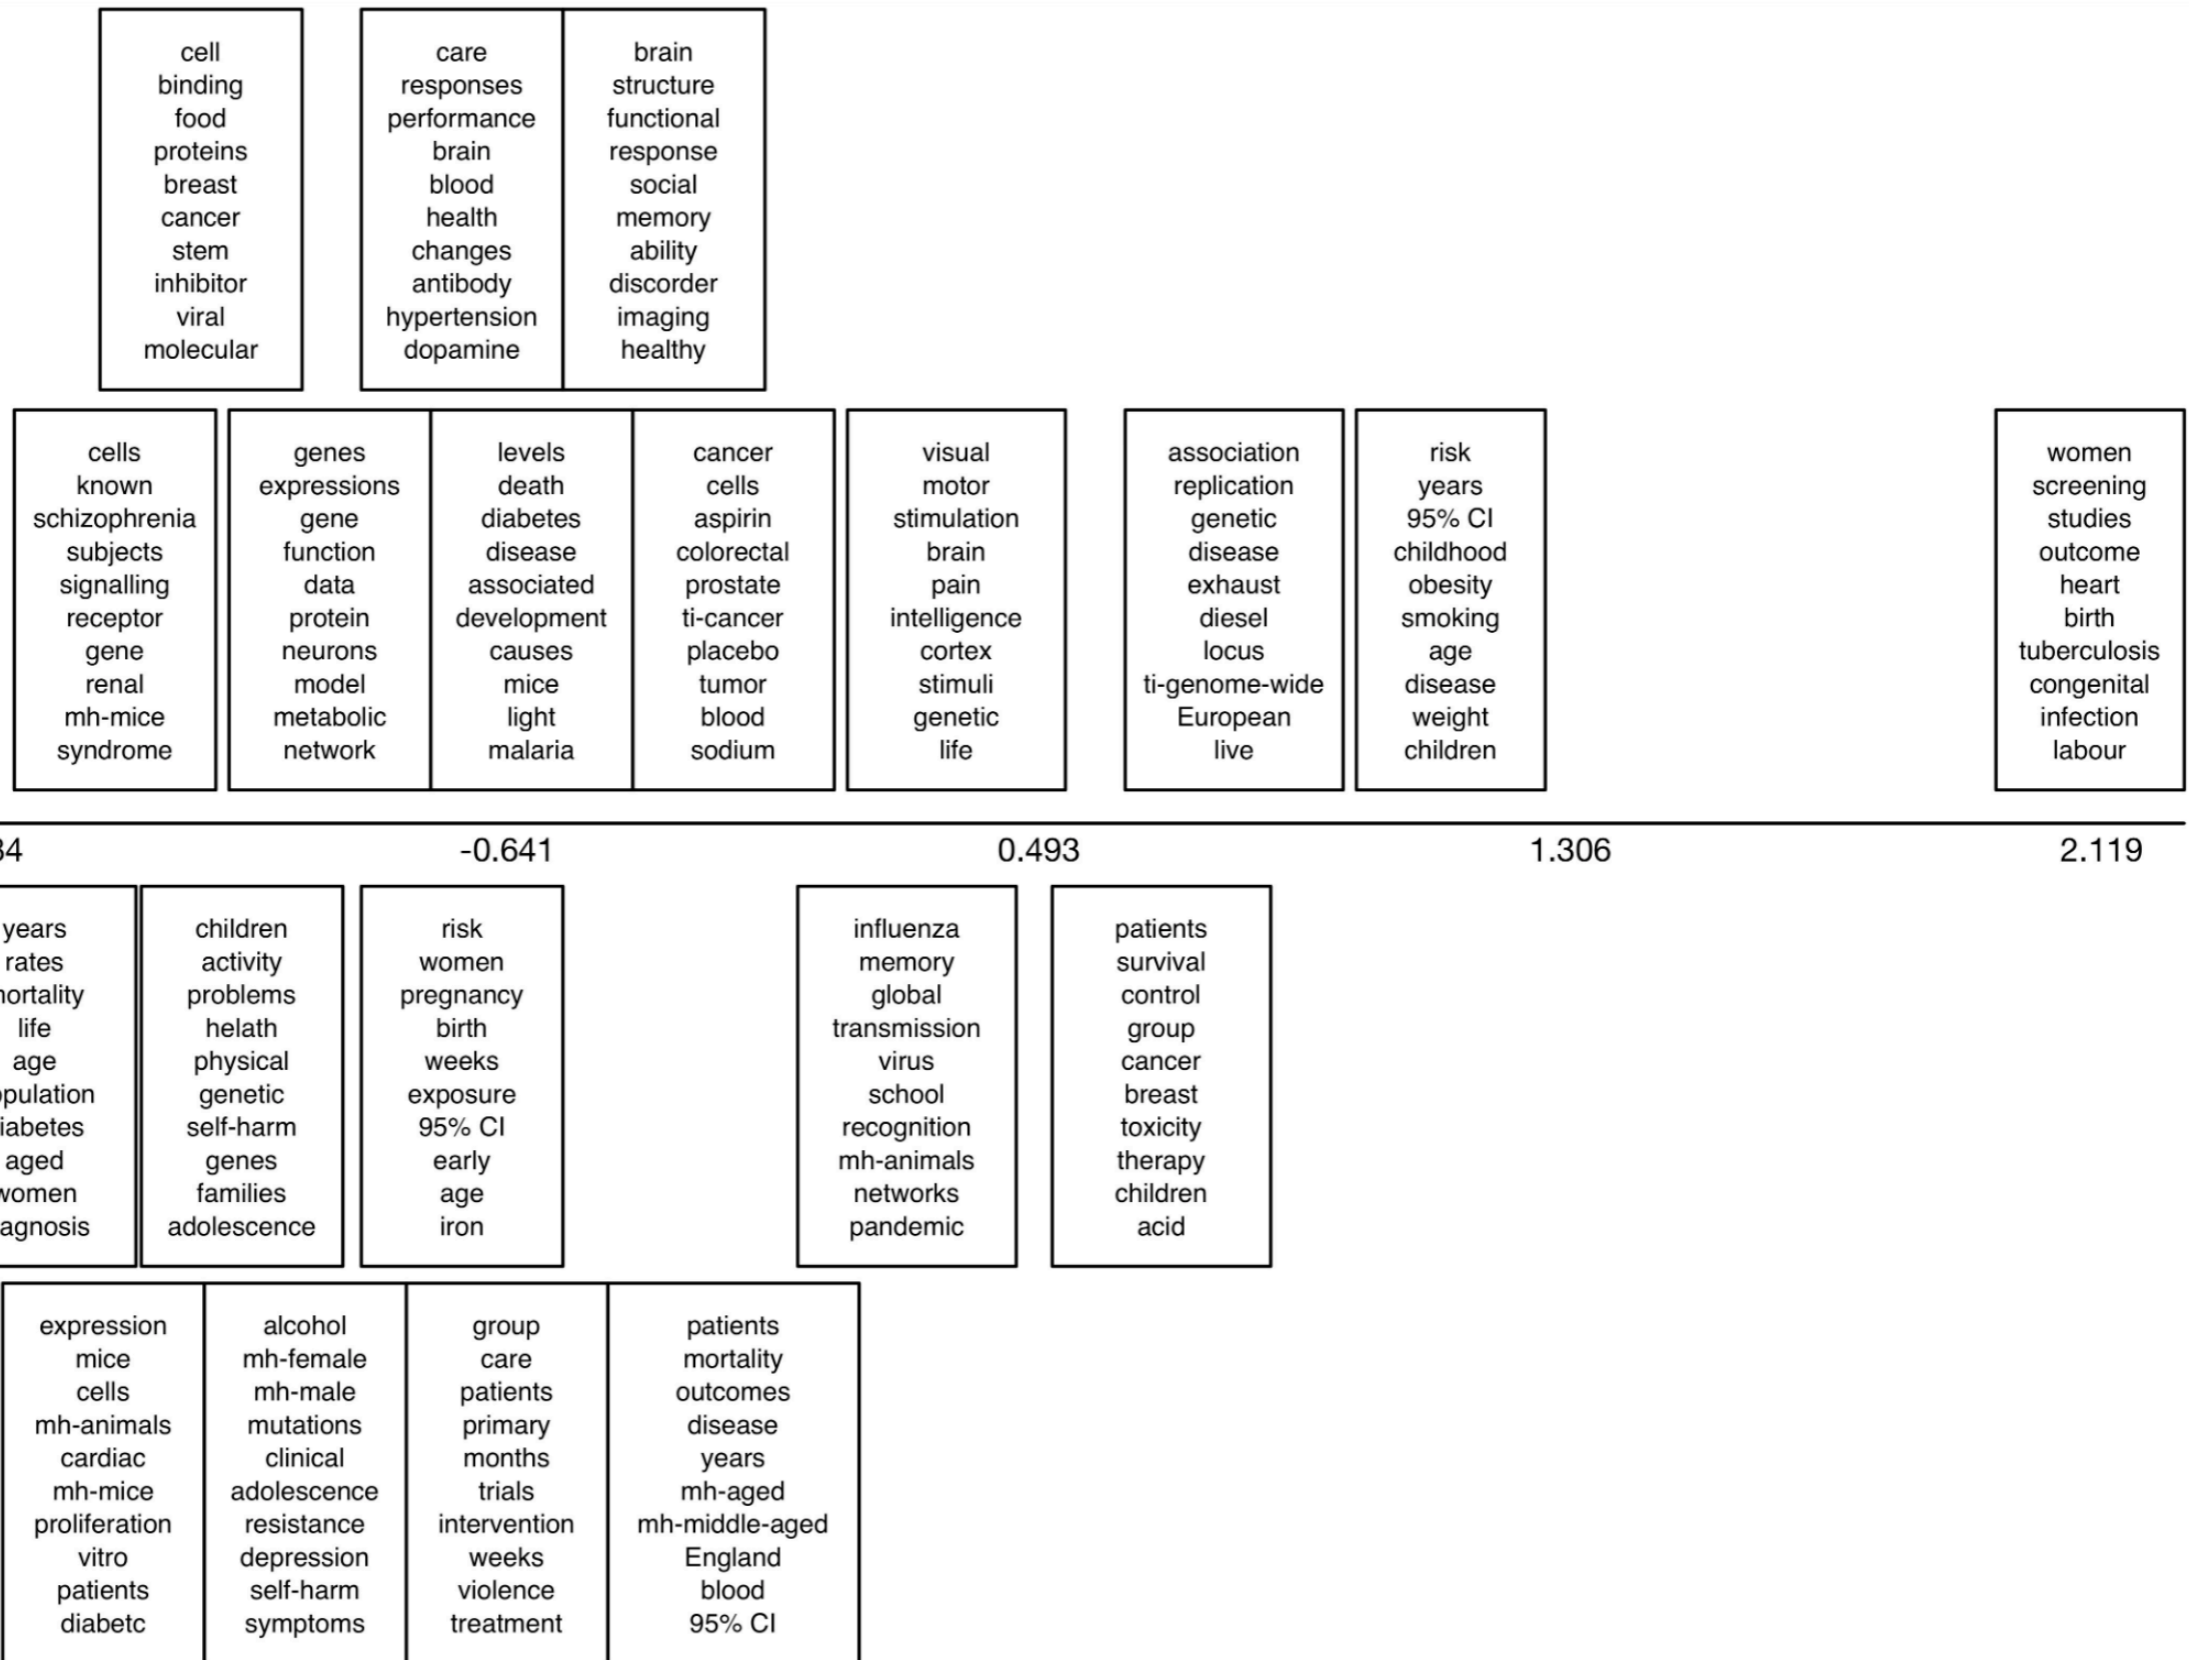 cell
binding
food
proteins
breast
cancer
stem
inhibitor
viral
molecular
care
responses
performance
brain
blood
health
changes
antibody
hypertension
dopamine
brain
structure
functional
response
social
memory
ability
discorder
imaging
healthy
cells
known
schizophrenia
subjects
signalling
receptor
gene
renal
mh-mice
syndrome
genes
expressions
gene
function
data
protein
neurons
model
metabolic
network
levels
death
diabetes
disease
associated
development
causes
mice
light
malaria
cancer
cells
aspirin
colorectal
prostate
ti-cancer
placebo
tumor
blood
sodium
visual
motor
stimulation
brain
pain
intelligence
cortex
stimuli
genetic
life
association
replication
genetic
disease
exhaust
diesel
locus
ti-genome-wide
European
live
risk
years
95% CI
childhood
obesity
smoking
age
disease
weight
children
women
screening
studies
outcome
heart
birth
tuberculosis
congenital
infection
labour
34 -0.641 0.493 1.306 2.119
years
rates
ortality
life
age
pulation
iabetes
aged
women
agnosis
children
activity
problems
helath
physical
genetic
self-harm
genes
families
adolescence
risk
women
pregnancy
birth
weeks
exposure
95% CI
early
age
iron
influenza
memory
global
transmission
virus
school
recognition
mh-animals
networks
pandemic
patients
survival
control
group
cancer
breast
toxicity
therapy
children
acid
expression
mice
cells
mh-animals
cardiac
mh-mice
proliferation
vitro
patients
diabetc
alcohol
mh-female
mh-male
mutations
clinical
adolescence
resistance
depression
self-harm
symptoms
group
care
patients
primary
months
trials
intervention
weeks
violence
treatment
patients
mortality
outcomes
disease
years
mh-aged
mh-middle-aged
England
blood
95% CI